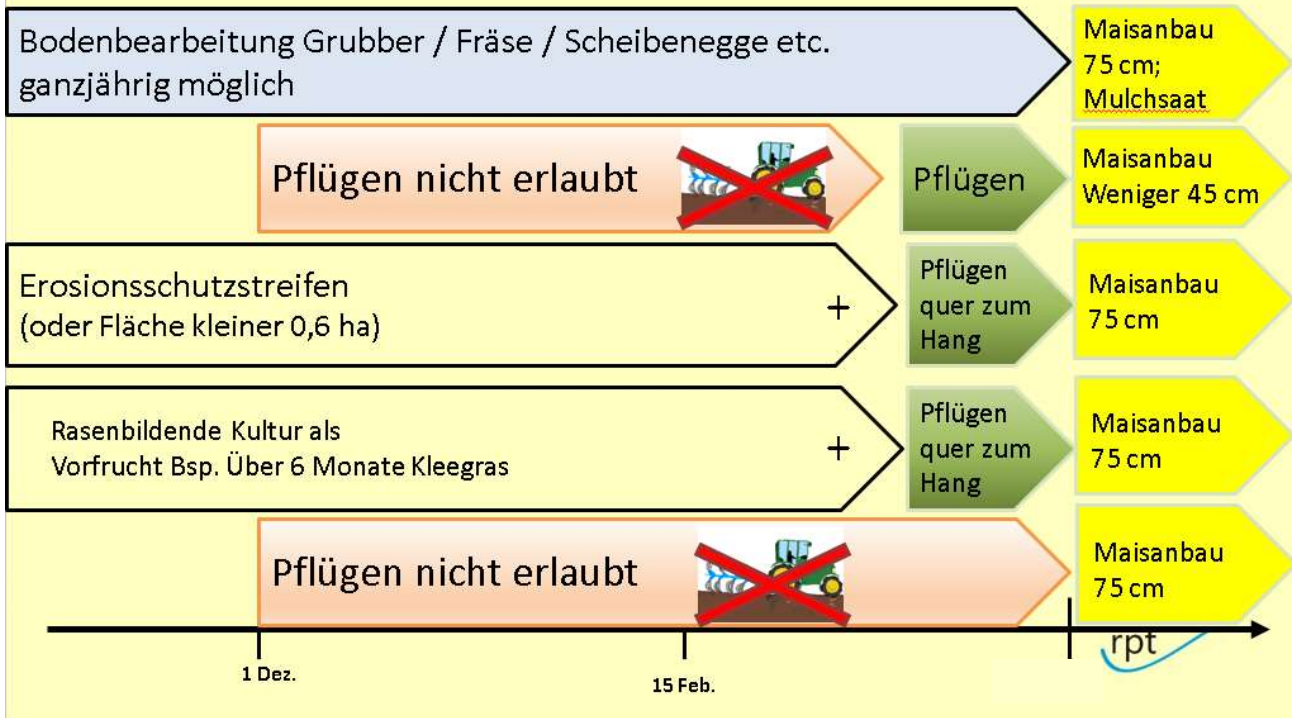 Bodenbearbeitung Grubber / Fräse / Scheibenegge etc.
ganzjährig möglich
Maisanbau
75 cm;
Mulchsaat
Pflügen nicht erlaubt
Pflügen
Maisanbau
Weniger 45 cm
Erosionsschutzstreifen
(oder Fläche kleiner 0,6 ha)
+
Pflügen
quer zum
Hang
Maisanbau
75 cm
Rasenbildende Kultur als
Vorfrucht Bsp. Über 6 Monate Kleegras
+
Pflügen
quer zum
Hang
Maisanbau
75 cm
Pflügen nicht erlaubt
Maisanbau
75 cm
1 Dez.
15 Feb.
rpt